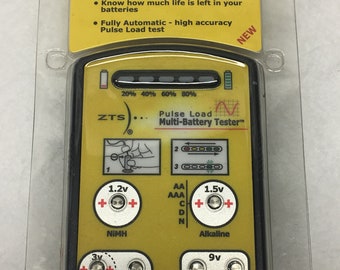 • Know how much life is left in your
batteries
• Fully Automatic - high accuracy
Pulse Load test
NEW
20% 40% 60% 80%
ZTS
Pulse Load
Multi-Battery Tester™
1
2
3
1.2v
+ +
NiMH
AA
AAA
C
D
N
1.5v
+ +
Alkaline
3v
9v